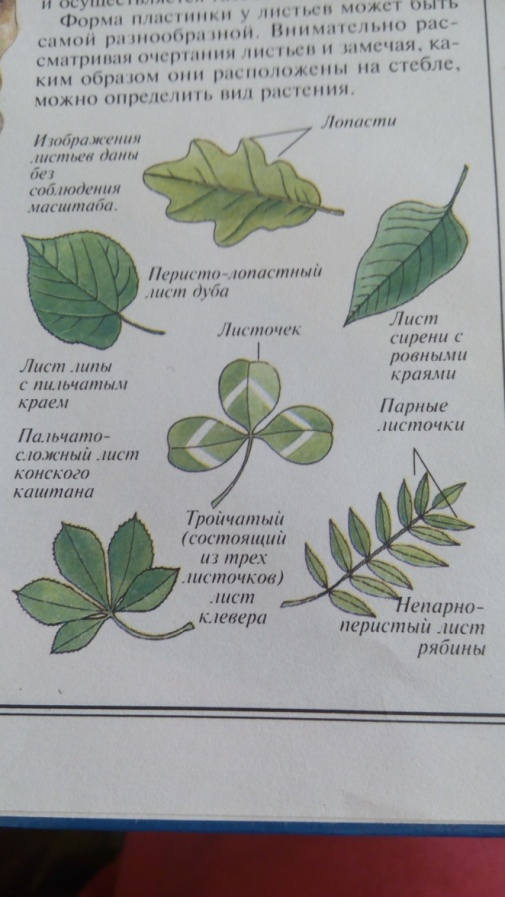 и осуществляется
Форма пластинки у листьев может быть
самой разнообразной. Внимательно рас-
сматривая очертания листьев и замечая, ка-
ким образом они расположены на стебле,
можно определить вид растения.
Изображения
листьев даны
без
соблюдения
масштаба.
Лопасти
Перисто-лопастный
лист дуба
Лист липы
с пильчатым
краем
Листочек
Лист
сирени с
ровными
краями
Пальчато-
сложный лист
конского
каштана
Тройчатый
(состоящий
из трех
листочков)
лист
клевера
Парные
листочки
Непарно-
перистый лист
рябины